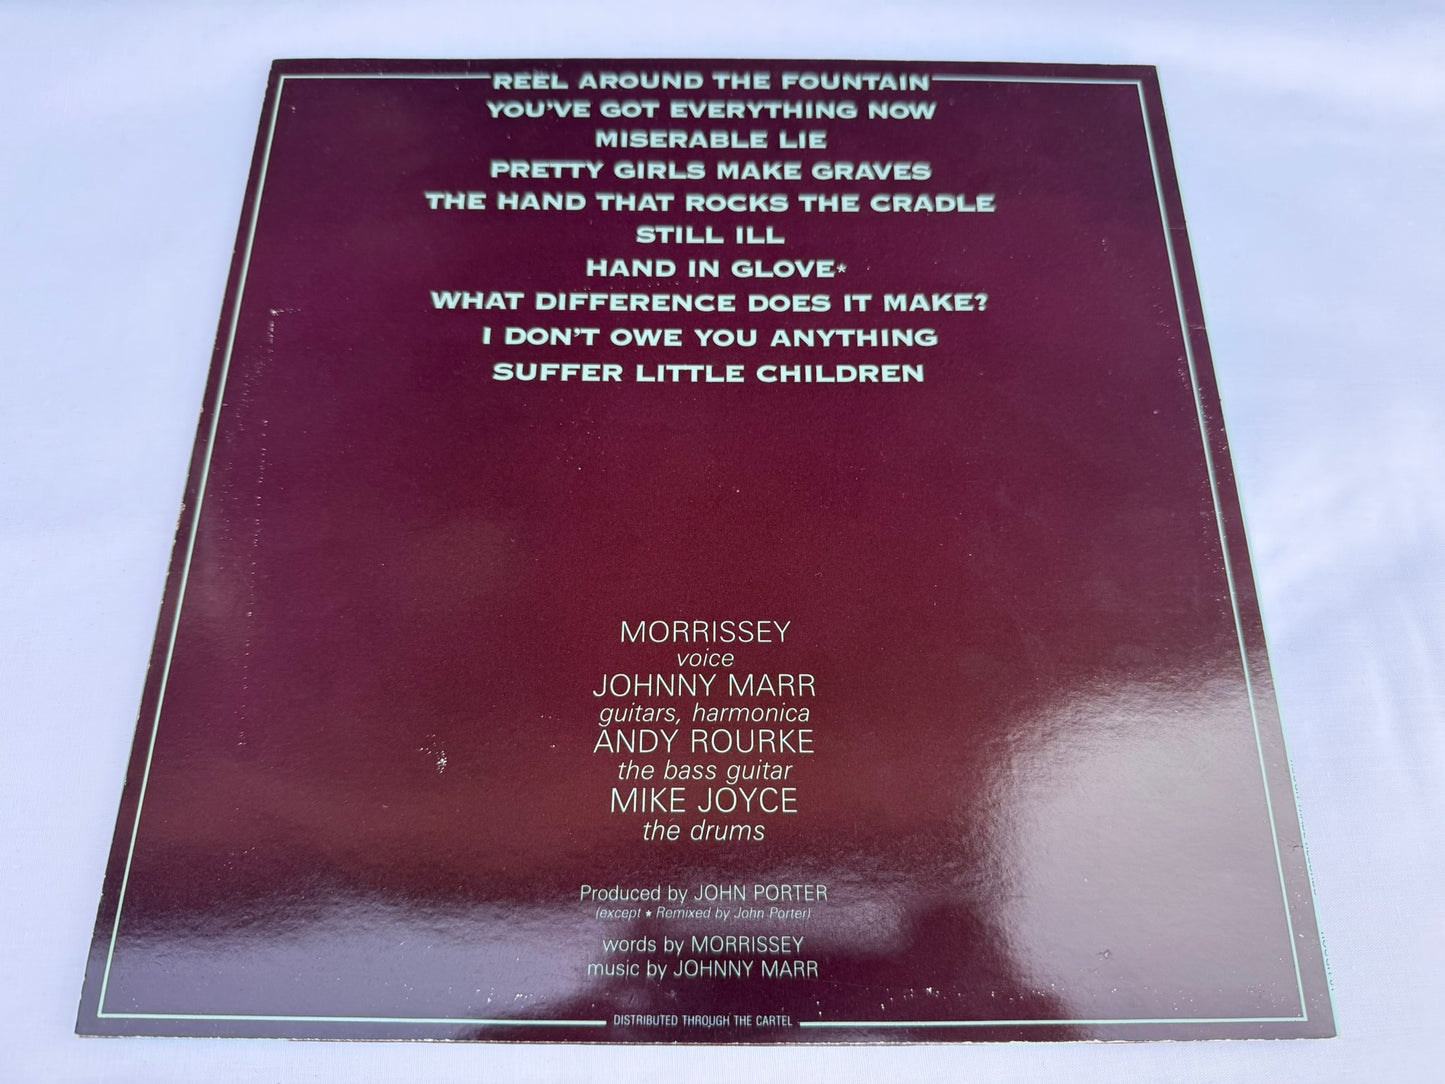 REEL AROUND THE FOUNTAIN
YOU'VE GOT EVERYTHING NOW
MISERABLE LIE
PRETTY GIRLS MAKE GRAVES
THE HAND THAT ROCKS THE CRADLE
STILL ILL
HAND IN GLOVE*
WHAT DIFFERENCE DOES IT MAKE?
I DON'T OWE YOU ANYTHING
SUFFER LITTLE CHILDREN
MORRISSEY
voice
JOHNNY MARR
guitars, harmonica
ANDY ROURKE
the bass guitar
MIKE JOYCE
the drums
Produced by JOHN PORTER
(except ★ Remixed by John Porter)
words by MORRISSEY
music by JOHNNY MARR
DISTRIBUTED THROUGH THE CARTEL